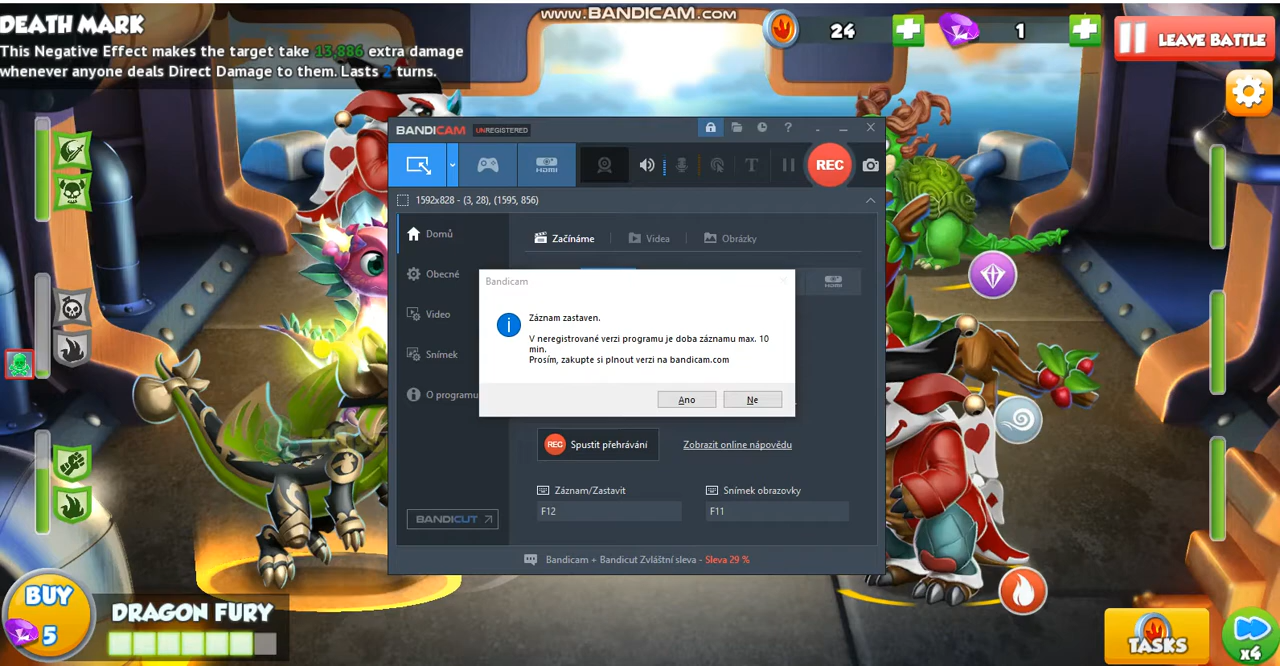 DEATH MARK
This Negative Effect makes the target take 13,886 extra damage
whenever anyone deals Direct Damage to them. Lasts 2 turns.
www.BANDICAM.com
24
1
LEAVE BATTLE
BANDICAM UNREGISTERED
?
HDMI
T
REC
1592x828 - (3, 28), (1595, 856)
Domů
Obecné
Video
Snímek
O programu
BANDICUT
Začínáme
Videa
Obrázky
HDMI
Bandicam
Záznam zastaven.
V neregistrované verzi programu je doba záznamu max. 10
min.
Prosím, zakupte si plnout verzi na bandicam.com
Ano
Ne
REC Spustit přehrávání
Zobrazit online nápovědu
Záznam/Zastavit
F12
Snímek obrazovky
F11
Bandicam + Bandicut Zvláštní sleva - Sleva 29 %
BUY
5
DRAGON FURY
TASKS
x4